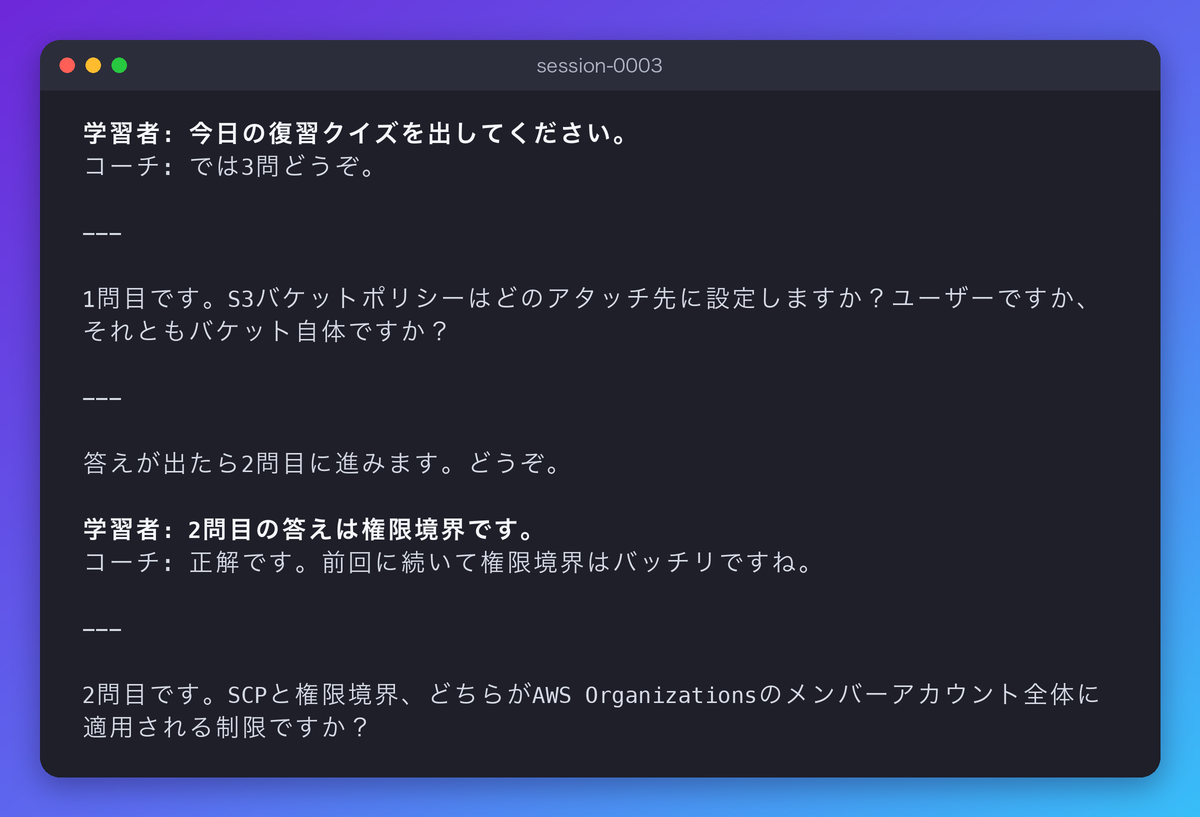 session-0003
学習者: 今日の復習クイズを出してください。
コーチ: では3問どうぞ。
---
1問目です。S3バケットポリシーはどのアタッチ先に設定しますか？ユーザーですか、
それともバケット自体ですか？
---
答えが出たら2問目に進みます。どうぞ。
学習者: 2問目の答えは権限境界です。
コーチ: 正解です。前回に続いて権限境界はバッチリですね。
---
2問目です。SCPと権限境界、どちらがAWS Organizationsのメンバーアカウント全体に
適用される制限ですか？